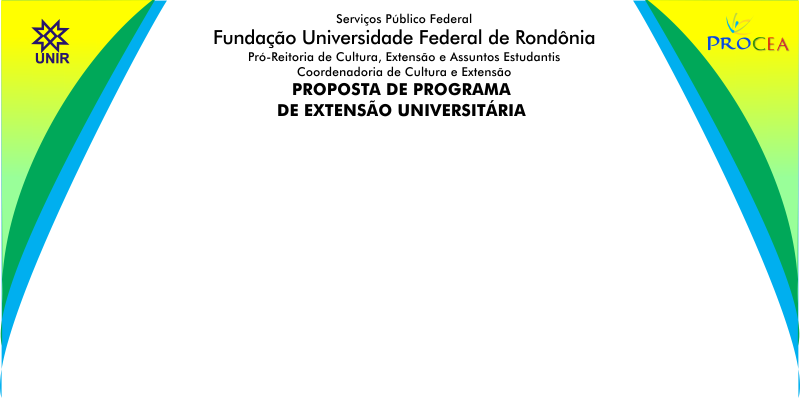 Serviços Público Federal
Fundação Universidade Federal de Rondônia
Pró-Reitoria de Cultura, Extensão e Assuntos Estudantis
Coordenadoria de Cultura e Extensão
PROPOSTA DE PROGRAMA
DE EXTENSÃO UNIVERSITÁRIA
UNIR
PROCEA